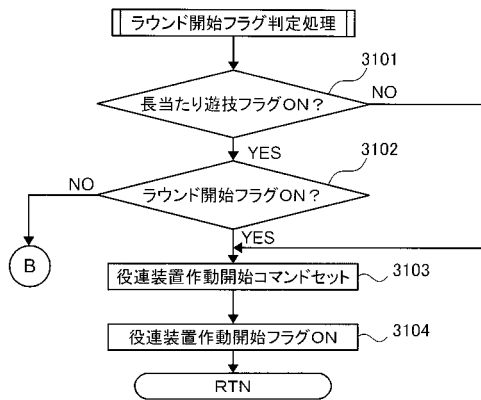 ラウンド開始フラグ判定処理
3101
長当たり遊技フラグON?
NO
YES
3102
NO
ラウンド開始フラグON?
YES
B
役連装置作動開始コマンドセット
3103
役連装置作動開始フラグON
3104
RTN